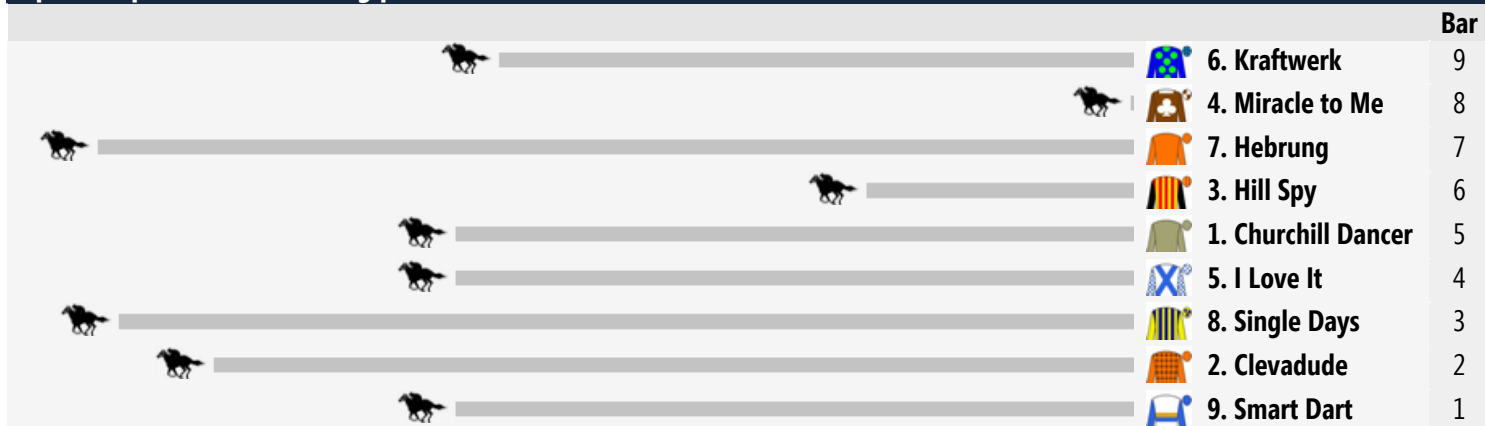 Bar
6. Kraftwerk 9
4. Miracle to Me 8
7. Hebrung 7
3. Hill Spy 6
1. Churchill Dancer 5
5. I Love It 4
8. Single Days 3
2. Clevadude 2
9. Smart Dart 1